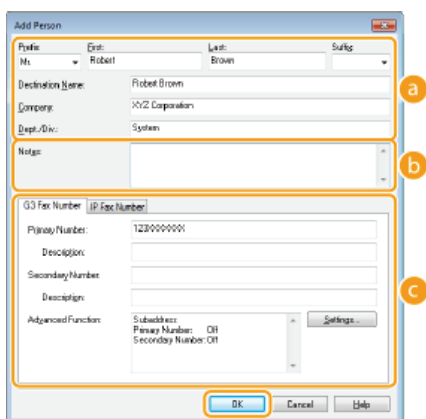 Add Person
Prefix: First: Last: Suffix:
Mr. Robert Brown
Destination Name: Robert Brown
Company: XYZ Corporation
Dept./Div.: System
a
Notes:
b
G3 Fax Number IP Fax Number
Primary Number: 123XXXXXXX
Description:
Secondary Number:
Description:
c
Advanced Function: Subaddress Settings...
Primary Number: Off
Secondary Number: Off
OK Cancel Help